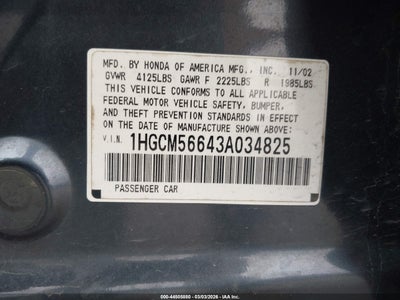 MFD. BY HONDA OF AMERICA MFG., INC. 11/02
GVWR 4125LBS GAWR F 2225LBS R 1985LBS
THIS VEHICLE CONFORMS TO ALL APPLICABLE
FEDERAL MOTOR VEHICLE SAFETY, BUMPER,
AND THEFT PREVENTION STANDARDS IN EFFECT
ON THE DATE OF MANUFACTURE SHOWN ABOVE.
V.I.N. 1HGCM56643A034825
PASSENGER CAR
000-44808080 - 03/03/2026 - IAA Inc.